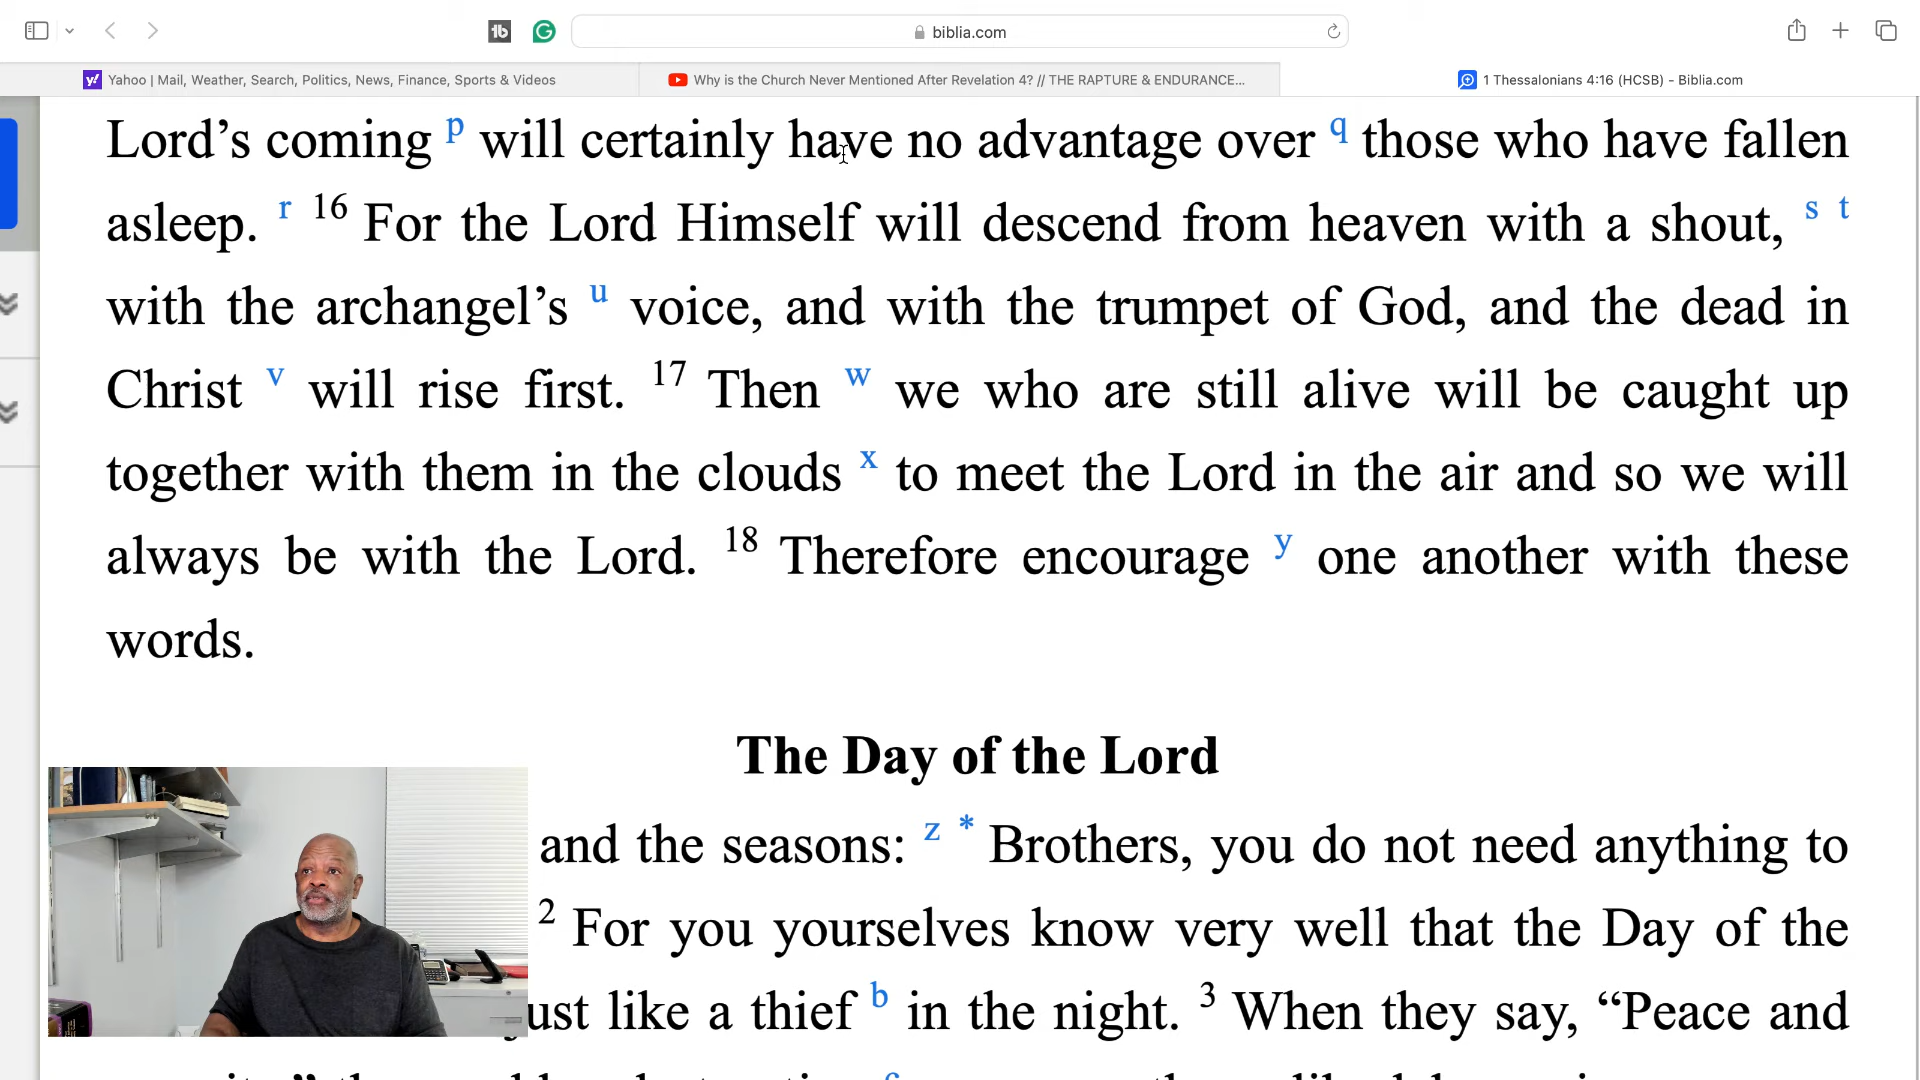 biblia.com
Yahoo | Mail, Weather, Search, Politics, News, Finance, Sports & Videos
Why is the Church Never Mentioned After Revelation 4? // THE RAPTURE & ENDURANCE...
1 Thessalonians 4:16 (HCSB) - Biblia.com
Lord’s coming p will certainly have no advantage over q those who have fallen
asleep. r 16 For the Lord Himself will descend from heaven with a shout, s t
with the archangel’s u voice, and with the trumpet of God, and the dead in
Christ v will rise first. 17 Then w we who are still alive will be caught up
together with them in the clouds x to meet the Lord in the air and so we will
always be with the Lord. 18 Therefore encourage y one another with these
words.
The Day of the Lord
and the seasons: z * Brothers, you do not need anything to
2 For you yourselves know very well that the Day of the
just like a thief b in the night. 3 When they say, “Peace and